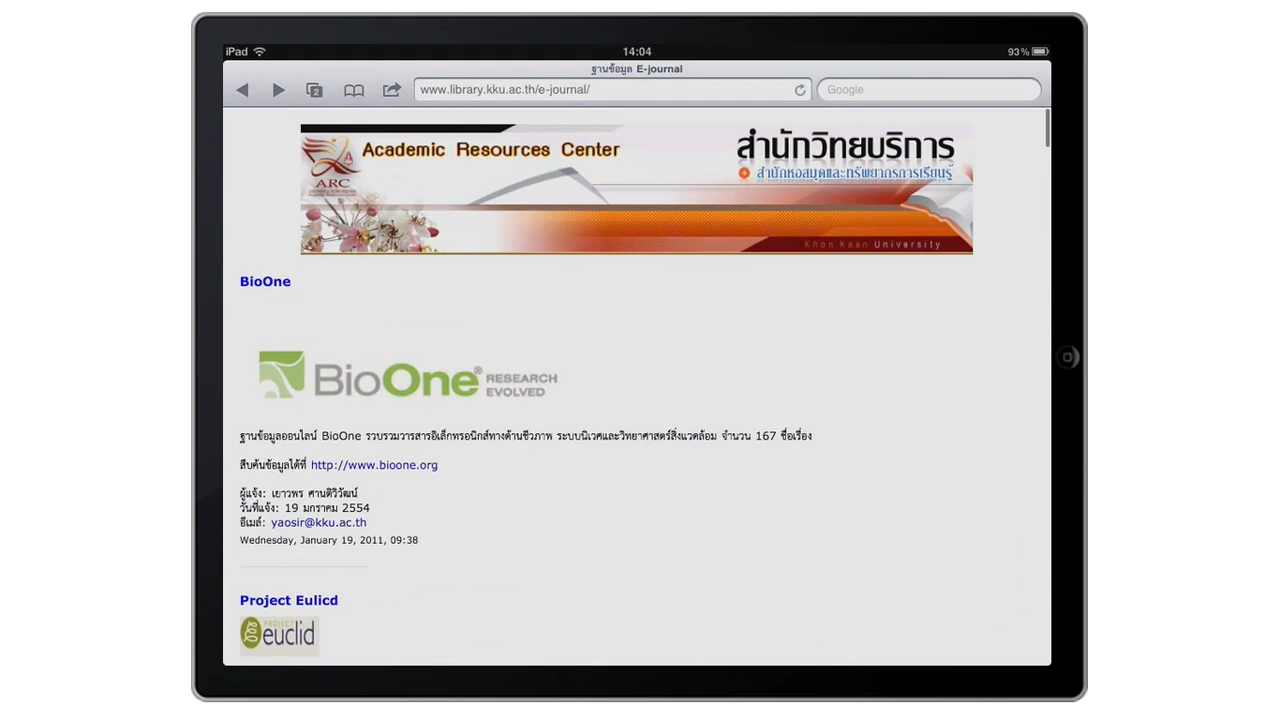 iPad
14:04
93%
ฐานข้อมูล E-journal
2
www.library.kku.ac.th/e-journal/
Google
Academic Resources Center
สำนักวิทยบริการ
สำนักหอสมุดและทรัพยากรการเรียนรู้
ARC
Khon Kaen University
BioOne
BioOne® RESEARCH EVOLVED
ฐานข้อมูลออนไลน์ BioOne รวบรวมวารสารอิเล็กทรอนิกส์ทางด้านชีวภาพ ระบบนิเวศและวิทยาศาสตร์สิ่งแวดล้อม จำนวน 167 ชื่อเรื่อง
สืบค้นข้อมูลได้ที่ http://www.bioone.org
ผู้แจ้ง: เยาวพร ศานติวิวัฒน์
วันที่แจ้ง: 19 มกราคม 2554
อีเมล์: yaosir@kku.ac.th
Wednesday, January 19, 2011, 09:38
Project Eulicd
PROJECT
euclid